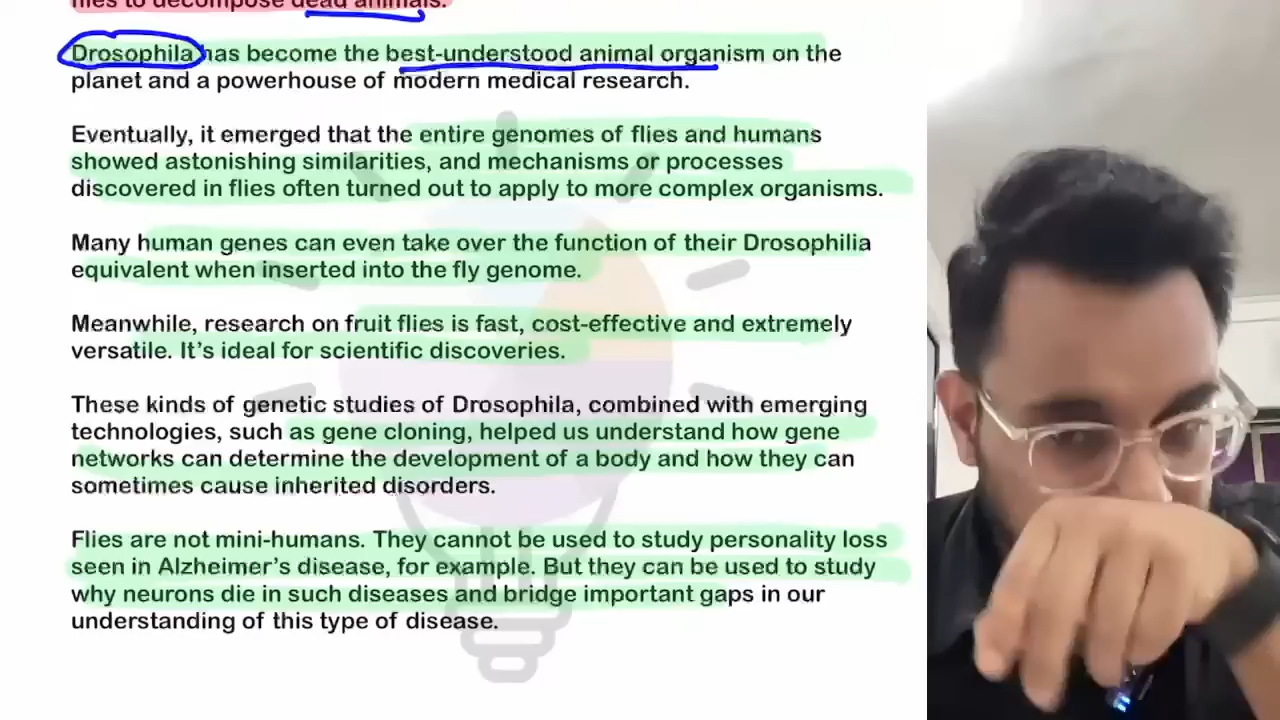 flies to decompose dead animals.
Drosophila has become the best-understood animal organism on the
planet and a powerhouse of modern medical research.
Eventually, it emerged that the entire genomes of flies and humans
showed astonishing similarities, and mechanisms or processes
discovered in flies often turned out to apply to more complex organisms.
Many human genes can even take over the function of their Drosophilia
equivalent when inserted into the fly genome.
Meanwhile, research on fruit flies is fast, cost-effective and extremely
versatile. It's ideal for scientific discoveries.
These kinds of genetic studies of Drosophila, combined with emerging
technologies, such as gene cloning, helped us understand how gene
networks can determine the development of a body and how they can
sometimes cause inherited disorders.
Flies are not mini-humans. They cannot be used to study personality loss
seen in Alzheimer's disease, for example. But they can be used to study
why neurons die in such diseases and bridge important gaps in our
understanding of this type of disease.